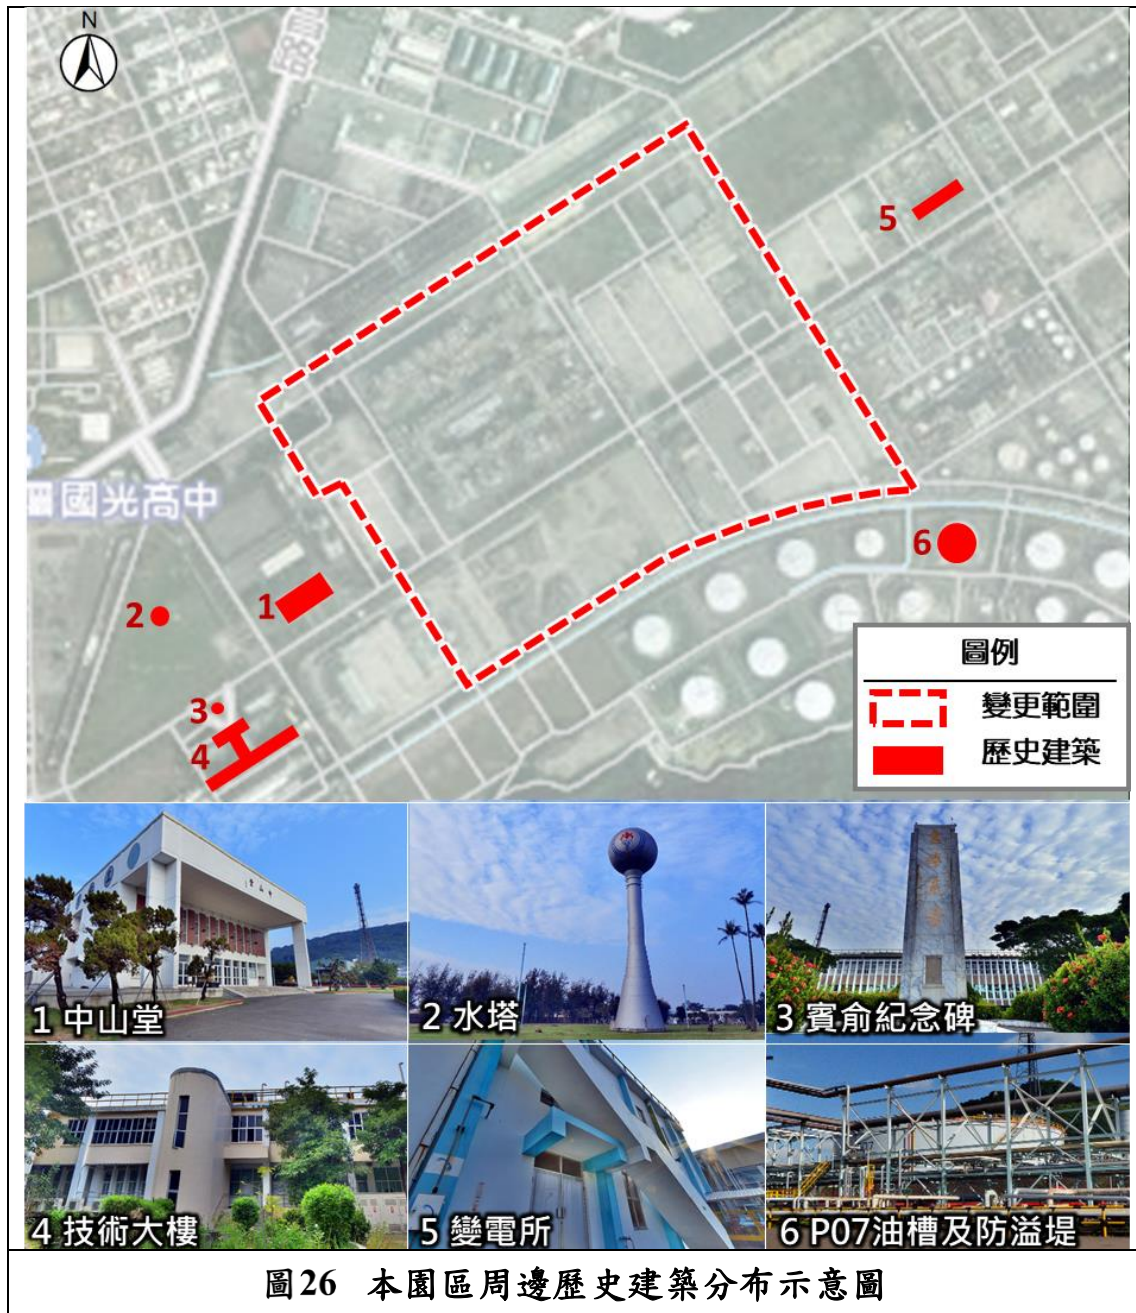 N
國光高中
5
6
1
2
3
4
圖例
變更範圍
歷史建築
中山堂
1 中山堂
2 水塔
3 賓俞紀念碑
4 技術大樓
5 變電所
6 P07油槽及防溢堤
圖26 本園區周邊歷史建築分布示意圖